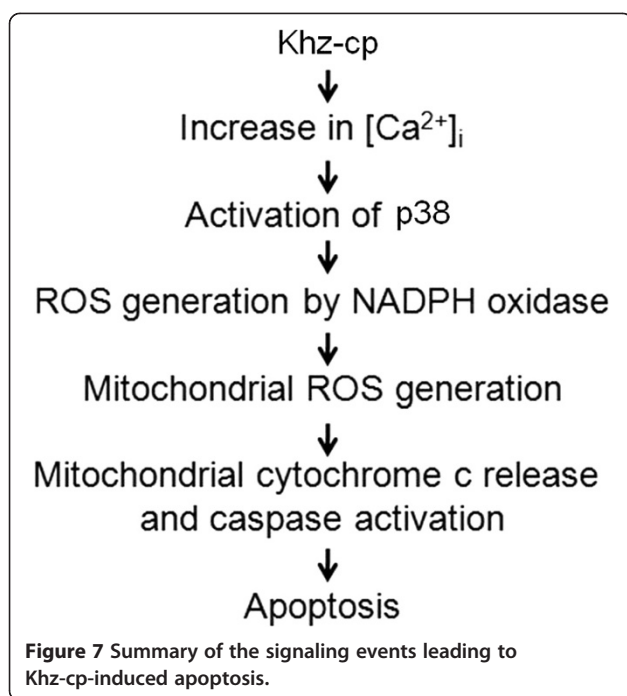 Khz-cp
Increase in [Ca²⁺]ᵢ
Activation of p38
ROS generation by NADPH oxidase
Mitochondrial ROS generation
Mitochondrial cytochrome c release
and caspase activation
Apoptosis
Figure 7 Summary of the signaling events leading to
Khz-cp-induced apoptosis.